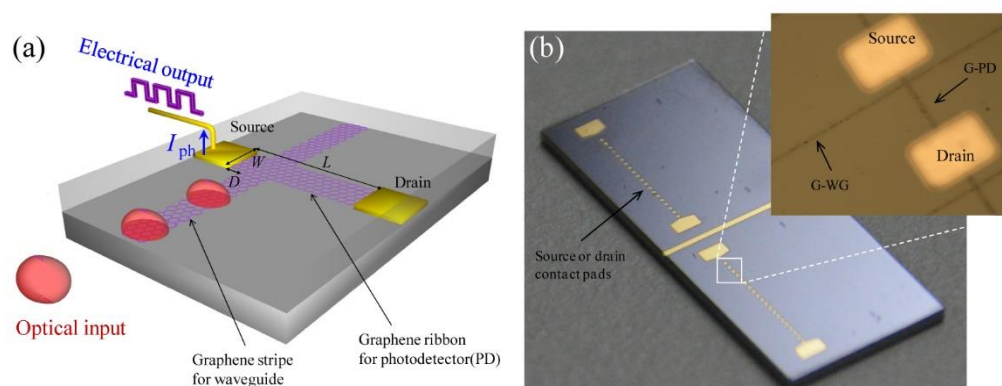 (a)
Electrical output
I ph
Source
W
L
D
Drain
Optical input
Graphene stripe
for waveguide
Graphene ribbon
for photodetector(PD)
(b)
Source
G-PD
Drain
G-WG
Source or drain
contact pads